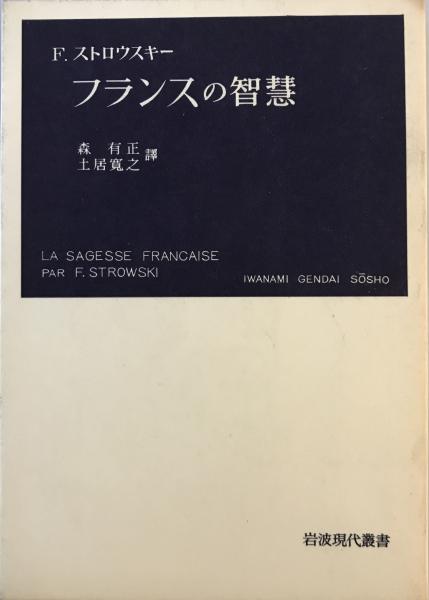 F. ストロウスキー
フランスの智慧
森 有正
土居寬之 譯
LA SAGESSE FRANCAISE
PAR F. STROWSKI
IWANAMI GENDAI SŌSHO
岩波現代叢書